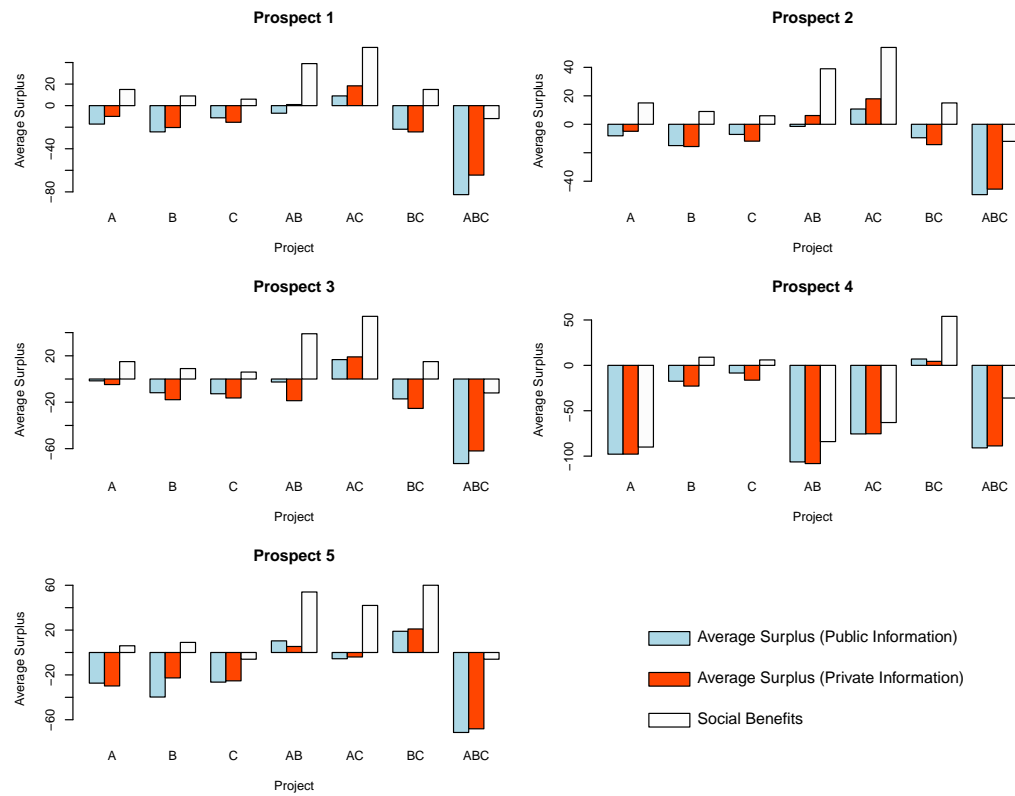 Prospect 1
Average Surplus
20
0
−40
−80
A B C AB AC BC ABC
Project
Prospect 2
Average Surplus
40
20
0
−40
A B C AB AC BC ABC
Project
Prospect 3
Average Surplus
20
−20
−60
A B C AB AC BC ABC
Project
Prospect 4
Average Surplus
50
0
−50
−100
A B C AB AC BC ABC
Project
Prospect 5
Average Surplus
60
20
−20
−60
A B C AB AC BC ABC
Project
Average Surplus (Public Information)
Average Surplus (Private Information)
Social Benefits